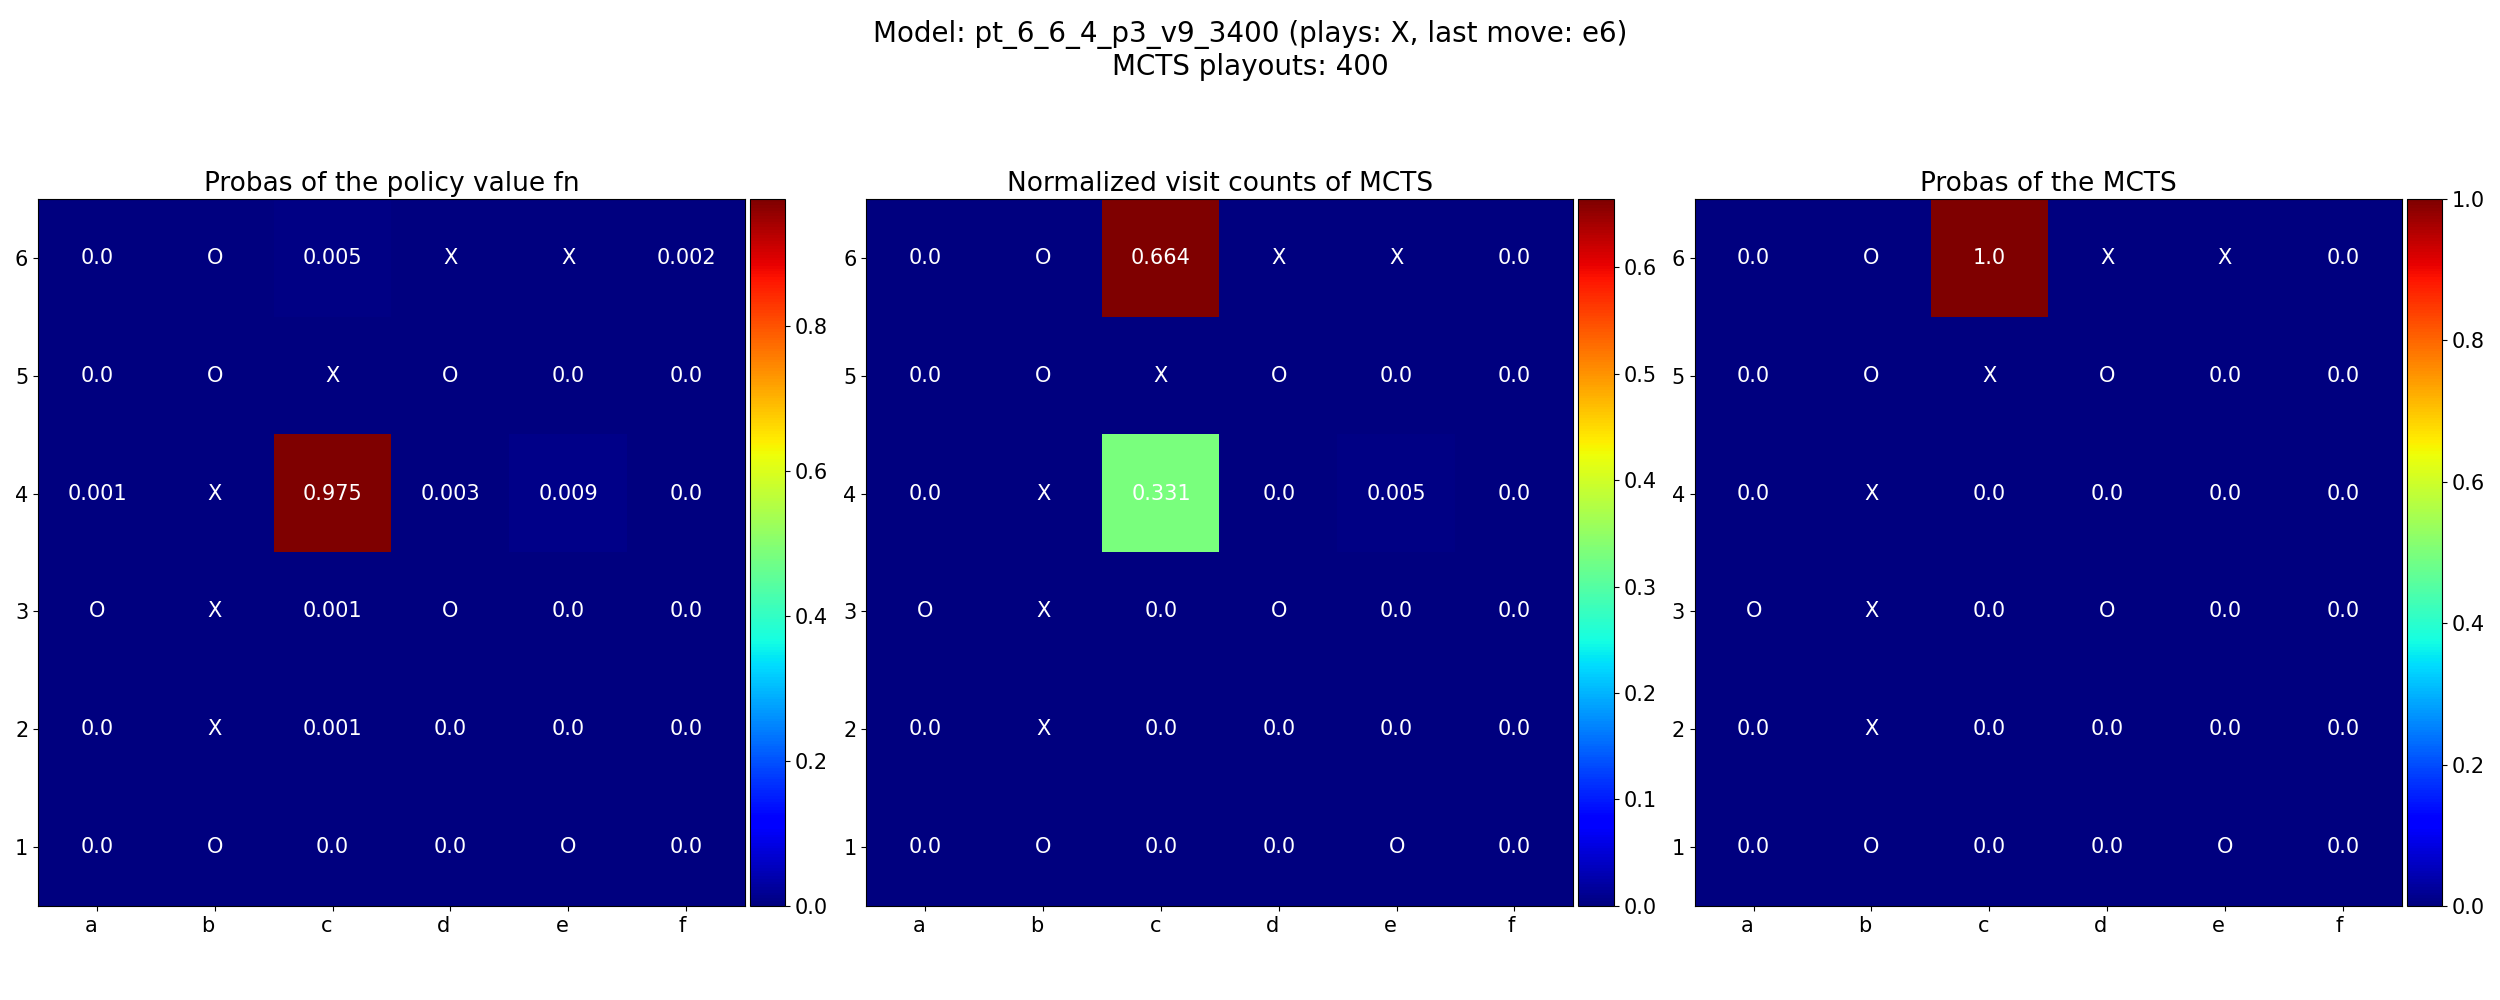 Model: pt_6_6_4_p3_v9_3400 (plays: X, last move: e6)
MCTS playouts: 400
Probas of the policy value fn
6 0.0 O 0.005 X X 0.002
5 0.0 O X O 0.0 0.0
4 0.001 X 0.975 0.003 0.009 0.0
3 O X 0.001 O 0.0 0.0
2 0.0 X 0.001 0.0 0.0 0.0
1 0.0 O 0.0 0.0 O 0.0
a b c d e f
0.8
0.6
0.4
0.2
0.0
Normalized visit counts of MCTS
6 0.0 O 0.664 X X 0.0
5 0.0 O X O 0.0 0.0
4 0.0 X 0.331 0.0 0.005 0.0
3 O X 0.0 O 0.0 0.0
2 0.0 X 0.0 0.0 0.0 0.0
1 0.0 O 0.0 0.0 O 0.0
a b c d e f
0.6
0.5
0.4
0.3
0.2
0.1
0.0
Probas of the MCTS
6 0.0 O 1.0 X X 0.0
5 0.0 O X O 0.0 0.0
4 0.0 X 0.0 0.0 0.0 0.0
3 O X 0.0 O 0.0 0.0
2 0.0 X 0.0 0.0 0.0 0.0
1 0.0 O 0.0 0.0 O 0.0
a b c d e f
1.0
0.8
0.6
0.4
0.2
0.0